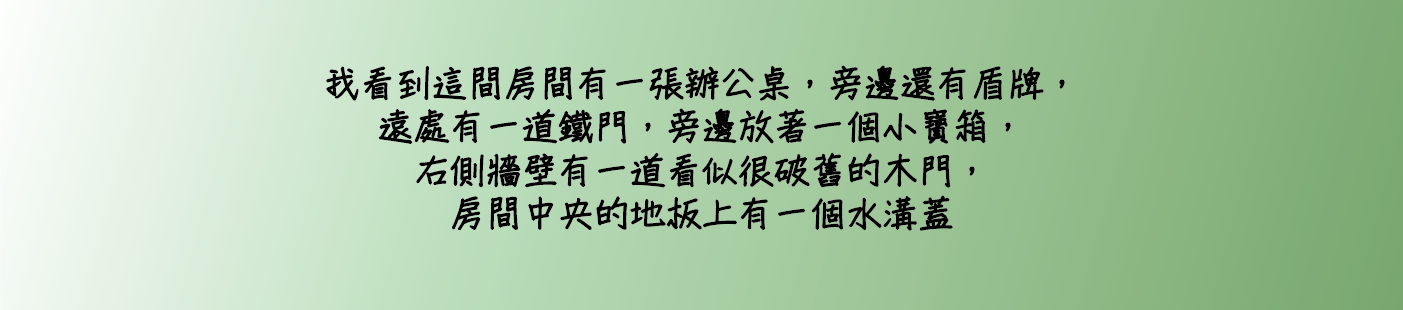 我看到這間房間有一張辦公桌，旁邊還有盾牌，
遠處有一道鐵門，旁邊放著一個小寶箱，
右側牆壁有一道看似很破舊的木門，
房間中央的地板上有一個水溝蓋